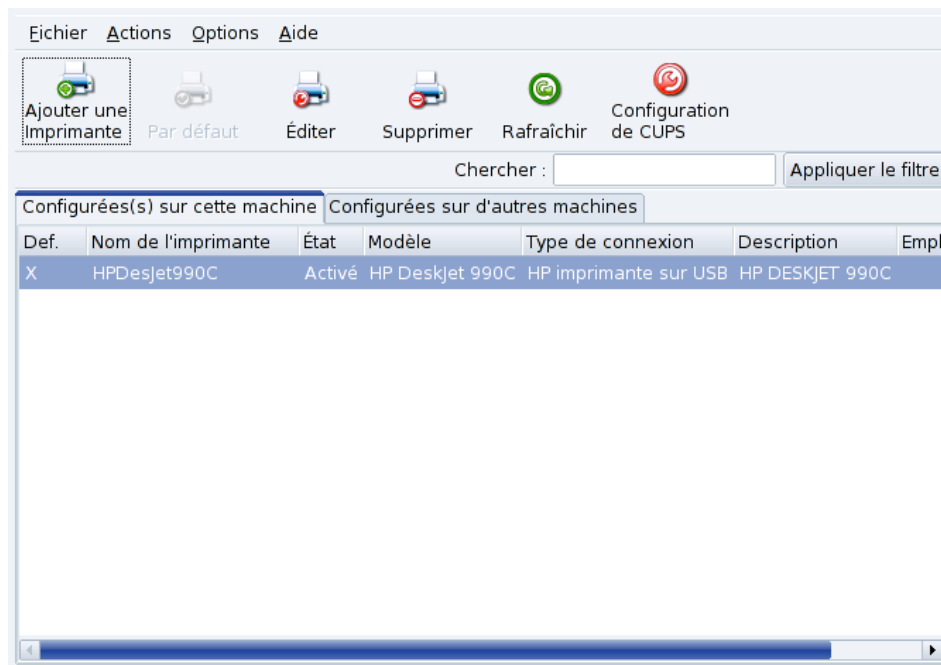 Fichier Actions Options Aide
Ajouter une Imprimante
Par défaut
Éditer
Supprimer
Rafraîchir
Configuration de CUPS
Chercher :
Appliquer le filtre
Configurées(s) sur cette machine Configurées sur d'autres machines
Def. Nom de l'imprimante État Modèle Type de connexion Description Empl
X HPDesJet990C Activé HP DeskJet 990C HP imprimante sur USB HP DESKJET 990C